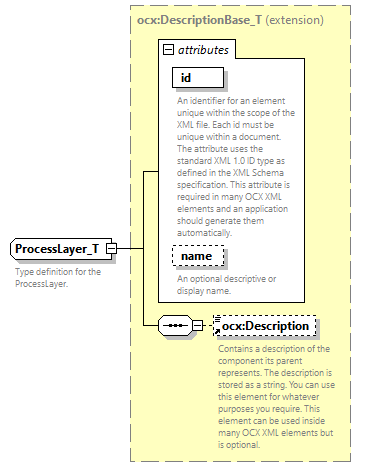 ocx:DescriptionBase_T (extension)
attributes
id
An identifier for an element
unique within the scope of the
XML file. Each id must be
unique within a document.
The attribute uses the
standard XML 1.0 ID type as
defined in the XML Schema
specification. This attribute is
required in many OCX XML
elements and an application
should generate them
automatically.
ProcessLayer_T
Type definition for the
ProcessLayer.
name
An optional descriptive or
display name.
ocx:Description
Contains a description of the
component its parent
represents. The description is
stored as a string. You can use
this element for whatever
purposes you require. This
element can be used inside
many OCX XML elements but
is optional.